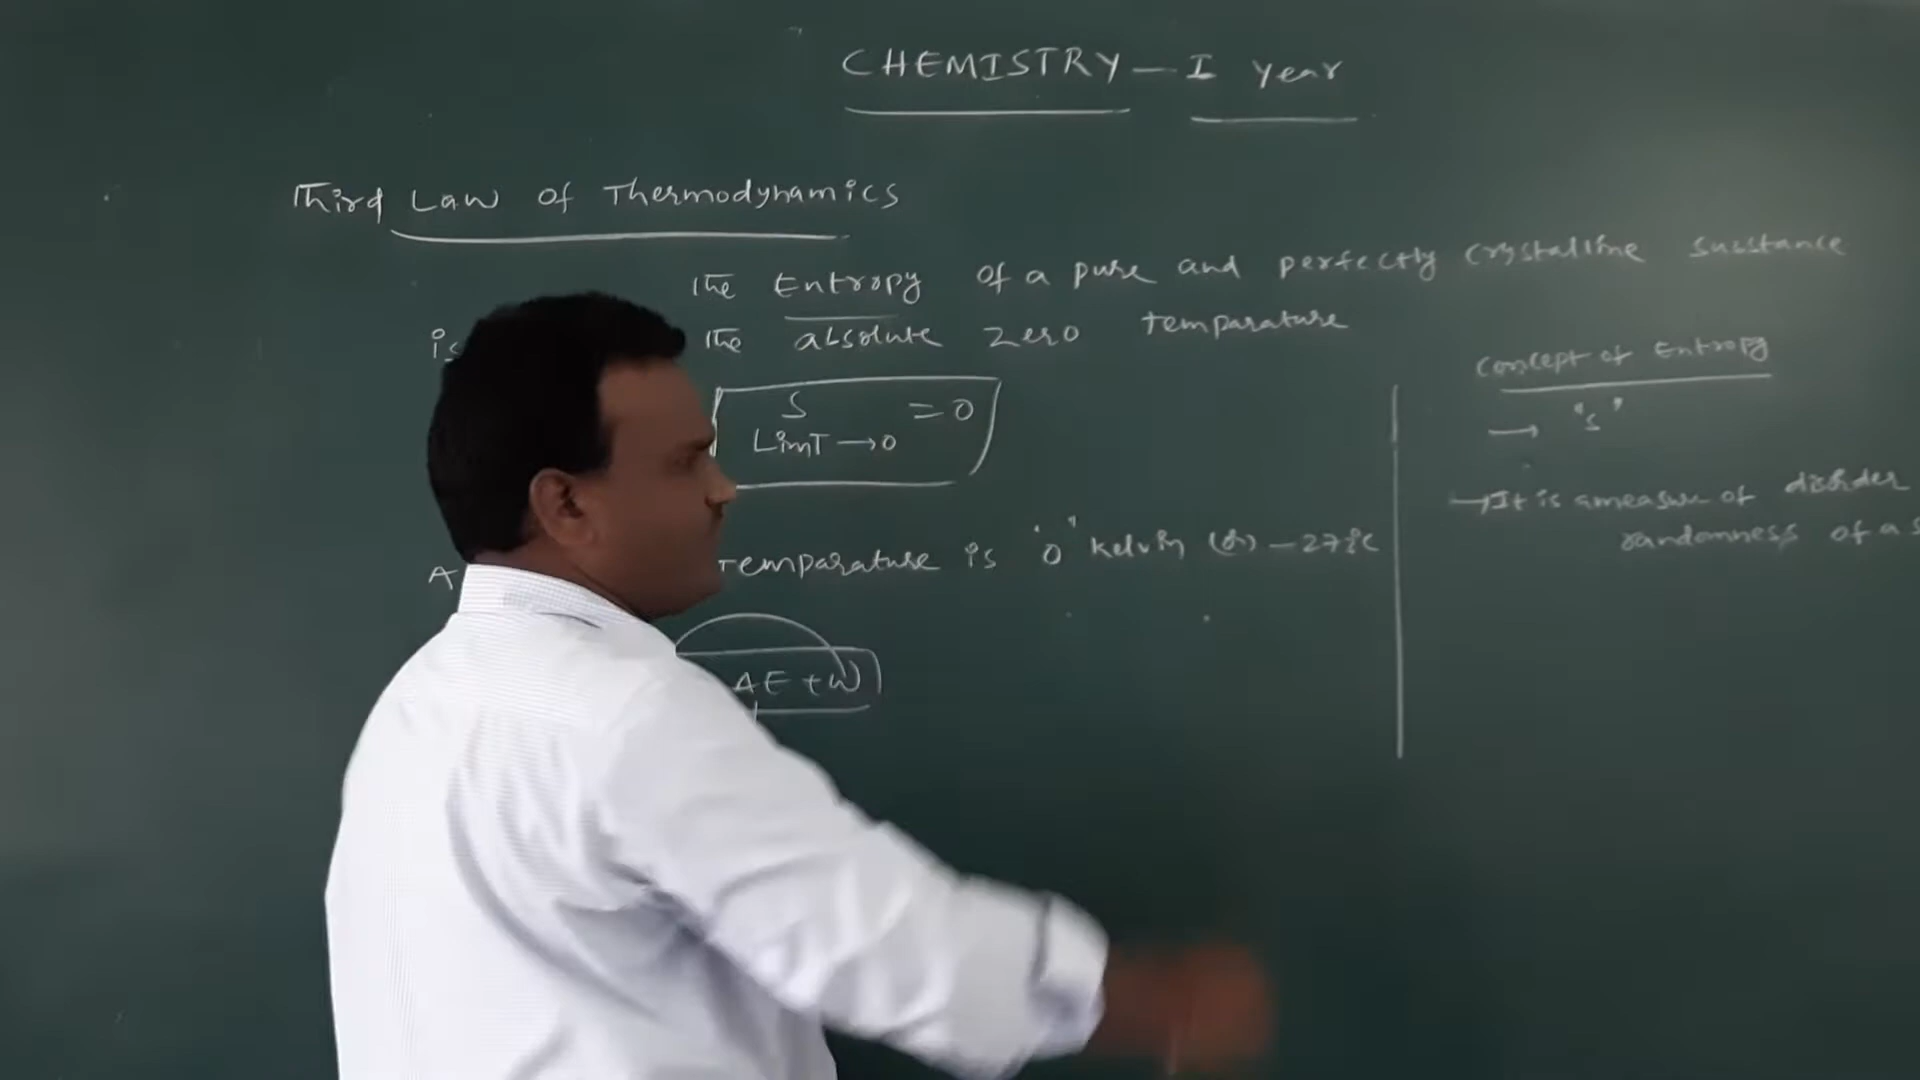 CHEMISTRY — I Year
Third Law of Thermodynamics
The Entropy of a pure and perfectly crystalline substance
is the absolute zero temparature
S = 0
LimT → 0
A temparature is "0" kelvin (or) -273°C
ΔE + W
Concept of Entropy
→ "S"
→ It is a measure of disorder
randomness of a s